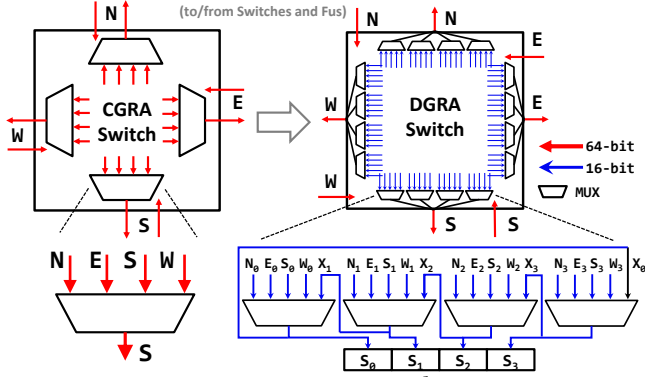 (to/from Switches and Fus)
N
N
E
E
CGRA
Switch
W
S
DGRA
Switch
W
E
W
S
S
64-bit
16-bit
MUX
N E S W
S
N₀ E₀ S₀ W₀ X₁ N₁ E₁ S₁ W₁ X₂ N₂ E₂ S₂ W₂ X₃ N₃ E₃ S₃ W₃ X₀
S₀ S₁ S₂ S₃